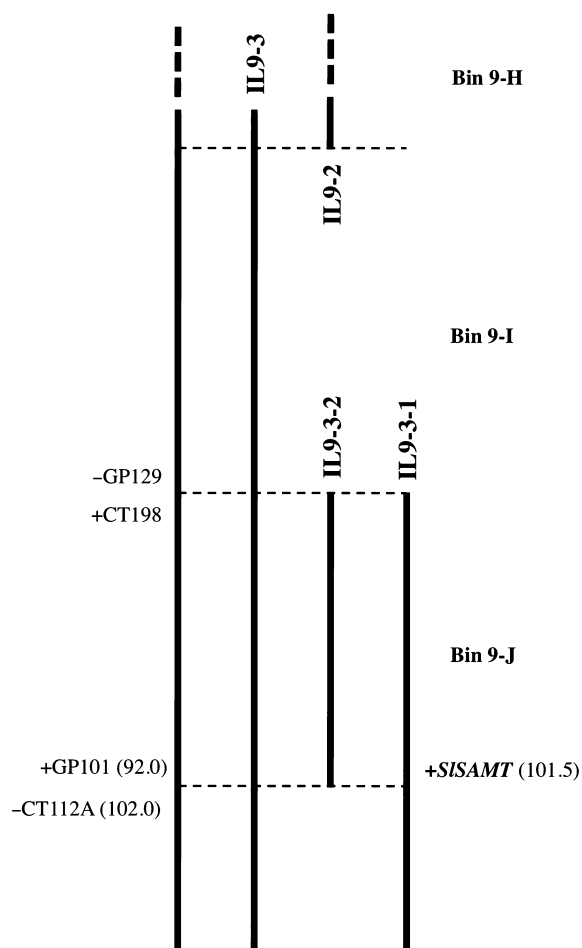 IL9-3
Bin 9-H
IL9-2
Bin 9-I
IL9-3-2
IL9-3-1
–GP129
+CT198
Bin 9-J
+GP101 (92.0)
+SlSAMT (101.5)
–CT112A (102.0)